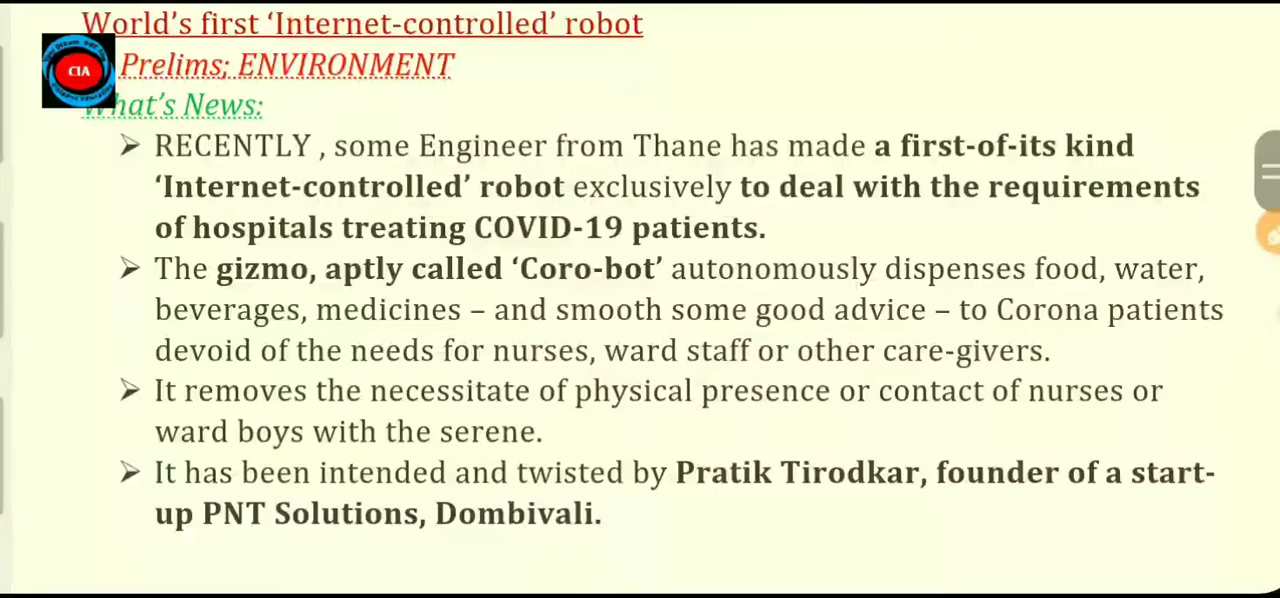 World's first ‘Internet-controlled’ robot
CIA
Prelims; ENVIRONMENT
What's News:
➢ RECENTLY , some Engineer from Thane has made a first-of-its kind
‘Internet-controlled’ robot exclusively to deal with the requirements
of hospitals treating COVID-19 patients.
➢ The gizmo, aptly called ‘Coro-bot’ autonomously dispenses food, water,
beverages, medicines – and smooth some good advice – to Corona patients
devoid of the needs for nurses, ward staff or other care-givers.
➢ It removes the necessitate of physical presence or contact of nurses or
ward boys with the serene.
➢ It has been intended and twisted by Pratik Tirodkar, founder of a start-
up PNT Solutions, Dombivali.